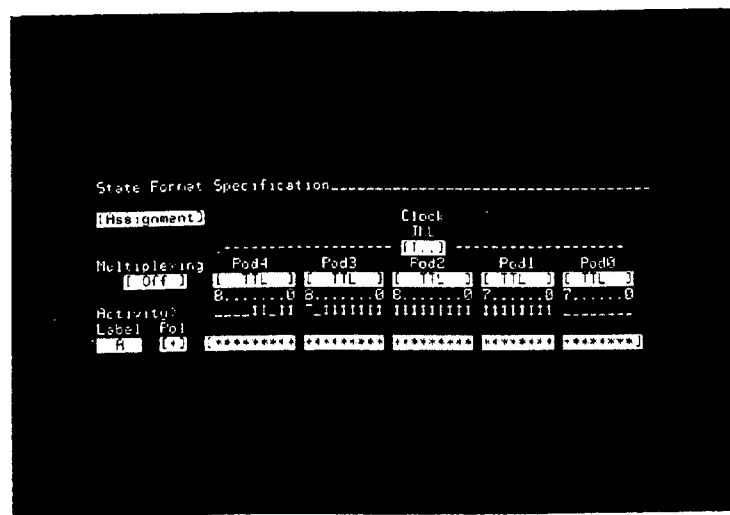 State Format Specification
[Assignment] Clock
Multiplexing Pod4 Pod3 Pod2 Pod1 Pod0
[ Off ] [ TTL ] [ TTL ] [ TTL ] [ TTL ] [ TTL ]
8.......0 8.......0 8.......0 7......0 7......0
Activity>
Label Pol
A [+] [********* ********* ********* ******** ********]